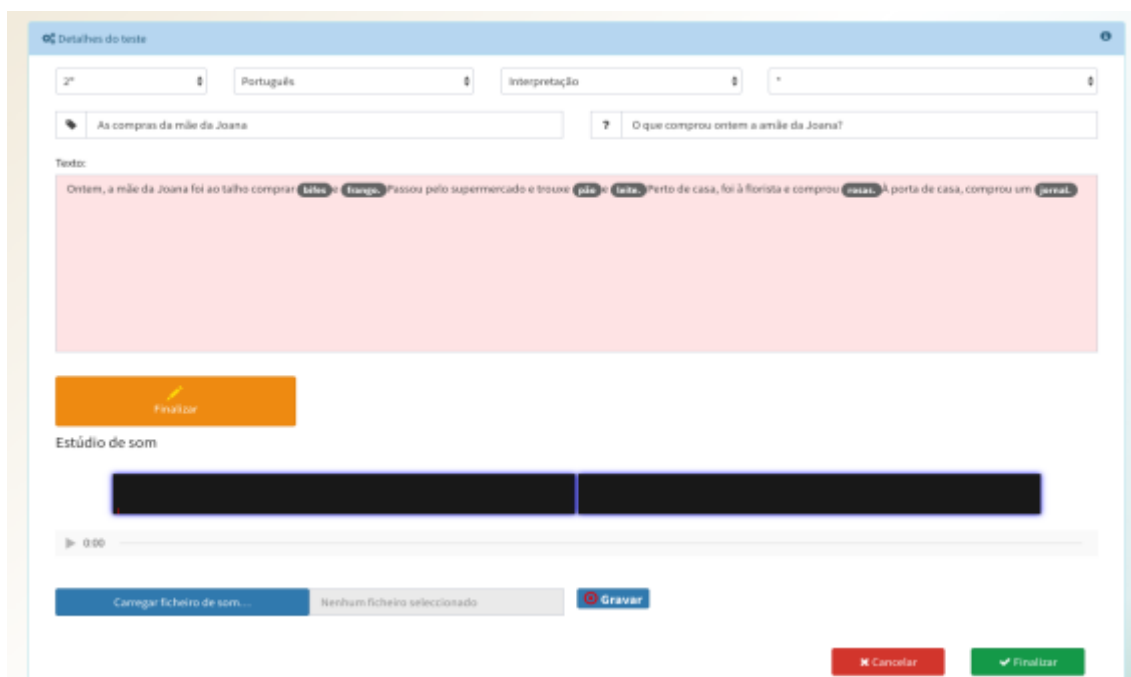 Detalhes do teste
2º Português Interpretação *
As compras da mãe da Joana ? O que comprou ontem a amãe da Joana?
Texto:
Ontem, a mãe da Joana foi ao talho comprar bifes e frango. Passou pelo supermercado e trouxe pão e leite. Perto de casa, foi à florista e comprou rosas. À porta de casa, comprou um jornal.
Finalizar
Estúdio de som
0:00
Carregar ficheiro de som... Nenhum ficheiro seleccionado Gravar
Cancelar Finalizar